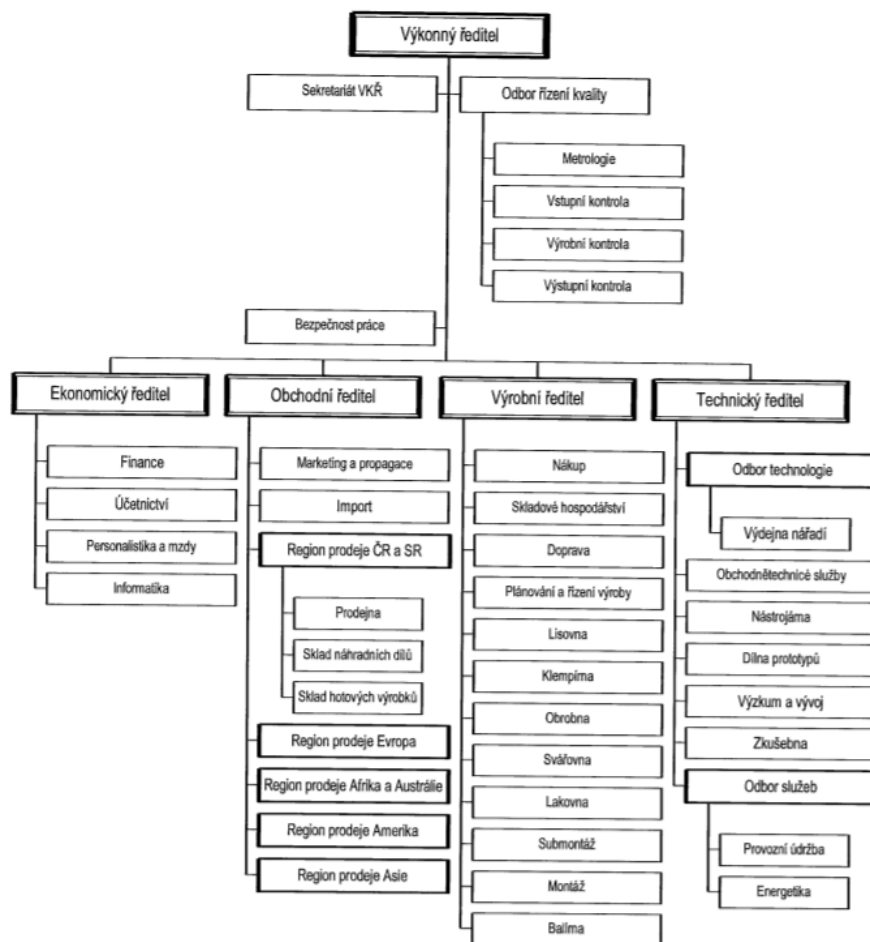 Výkonný ředitel
Sekretariát VKŘ
Odbor řízení kvality
Metrologie
Vstupní kontrola
Výrobní kontrola
Výstupní kontrola
Bezpečnost práce
Ekonomický ředitel
Finance
Účetnictví
Personalistika a mzdy
Informatika
Obchodní ředitel
Marketing a propagace
Import
Region prodeje ČR a SR
Prodejna
Sklad náhradních dílů
Sklad hotových výrobků
Region prodeje Evropa
Region prodeje Afrika a Austrálie
Region prodeje Amerika
Region prodeje Asie
Výrobní ředitel
Nákup
Skladové hospodářství
Doprava
Plánování a řízení výroby
Lisovna
Klempírna
Obrobna
Svářovna
Lakovna
Submontáž
Montáž
Balírna
Technický ředitel
Odbor technologie
Výdejna nářadí
Obchodnětechnicé služby
Nástrojárna
Dílna prototypů
Výzkum a vývoj
Zkušebna
Odbor služeb
Provozní údržba
Energetika